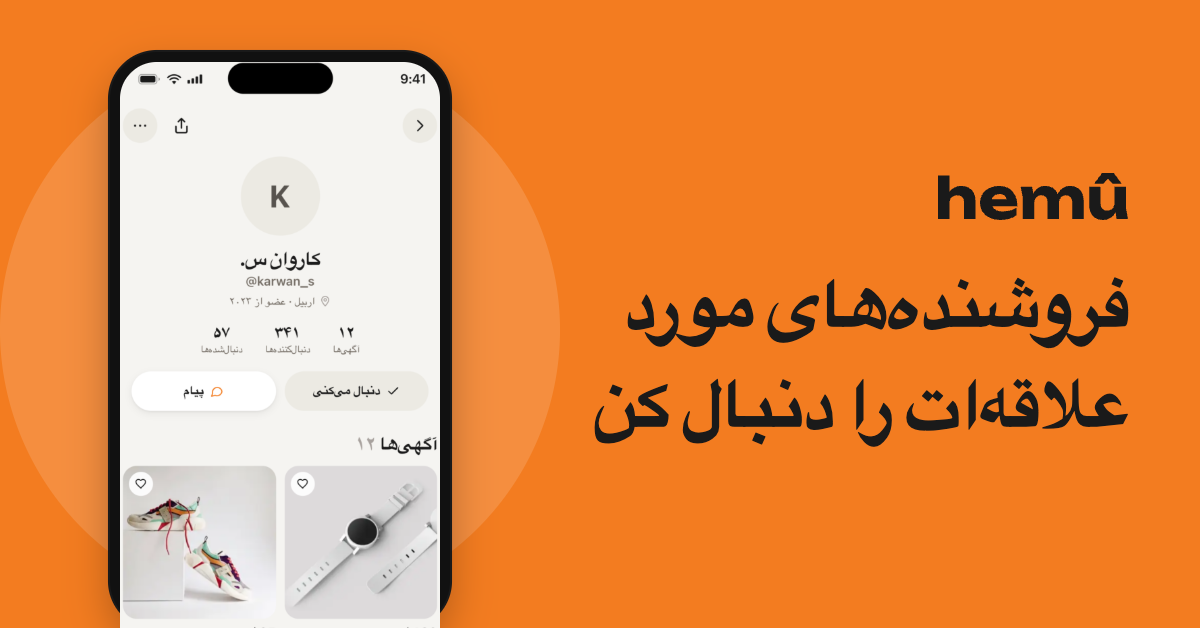 hemû
فروشنده‌های مورد
علاقه‌ات را دنبال کن
9:41
K
کاروان س.
@karwan_s
اربیل · عضو از ۲۰۲۳
۱۲
آگهی‌ها
۳۴۱
دنبال‌کننده‌ها
۵۷
دنبال‌شده‌ها
دنبال می‌کنی
پیام
آگهی‌ها ۱۲